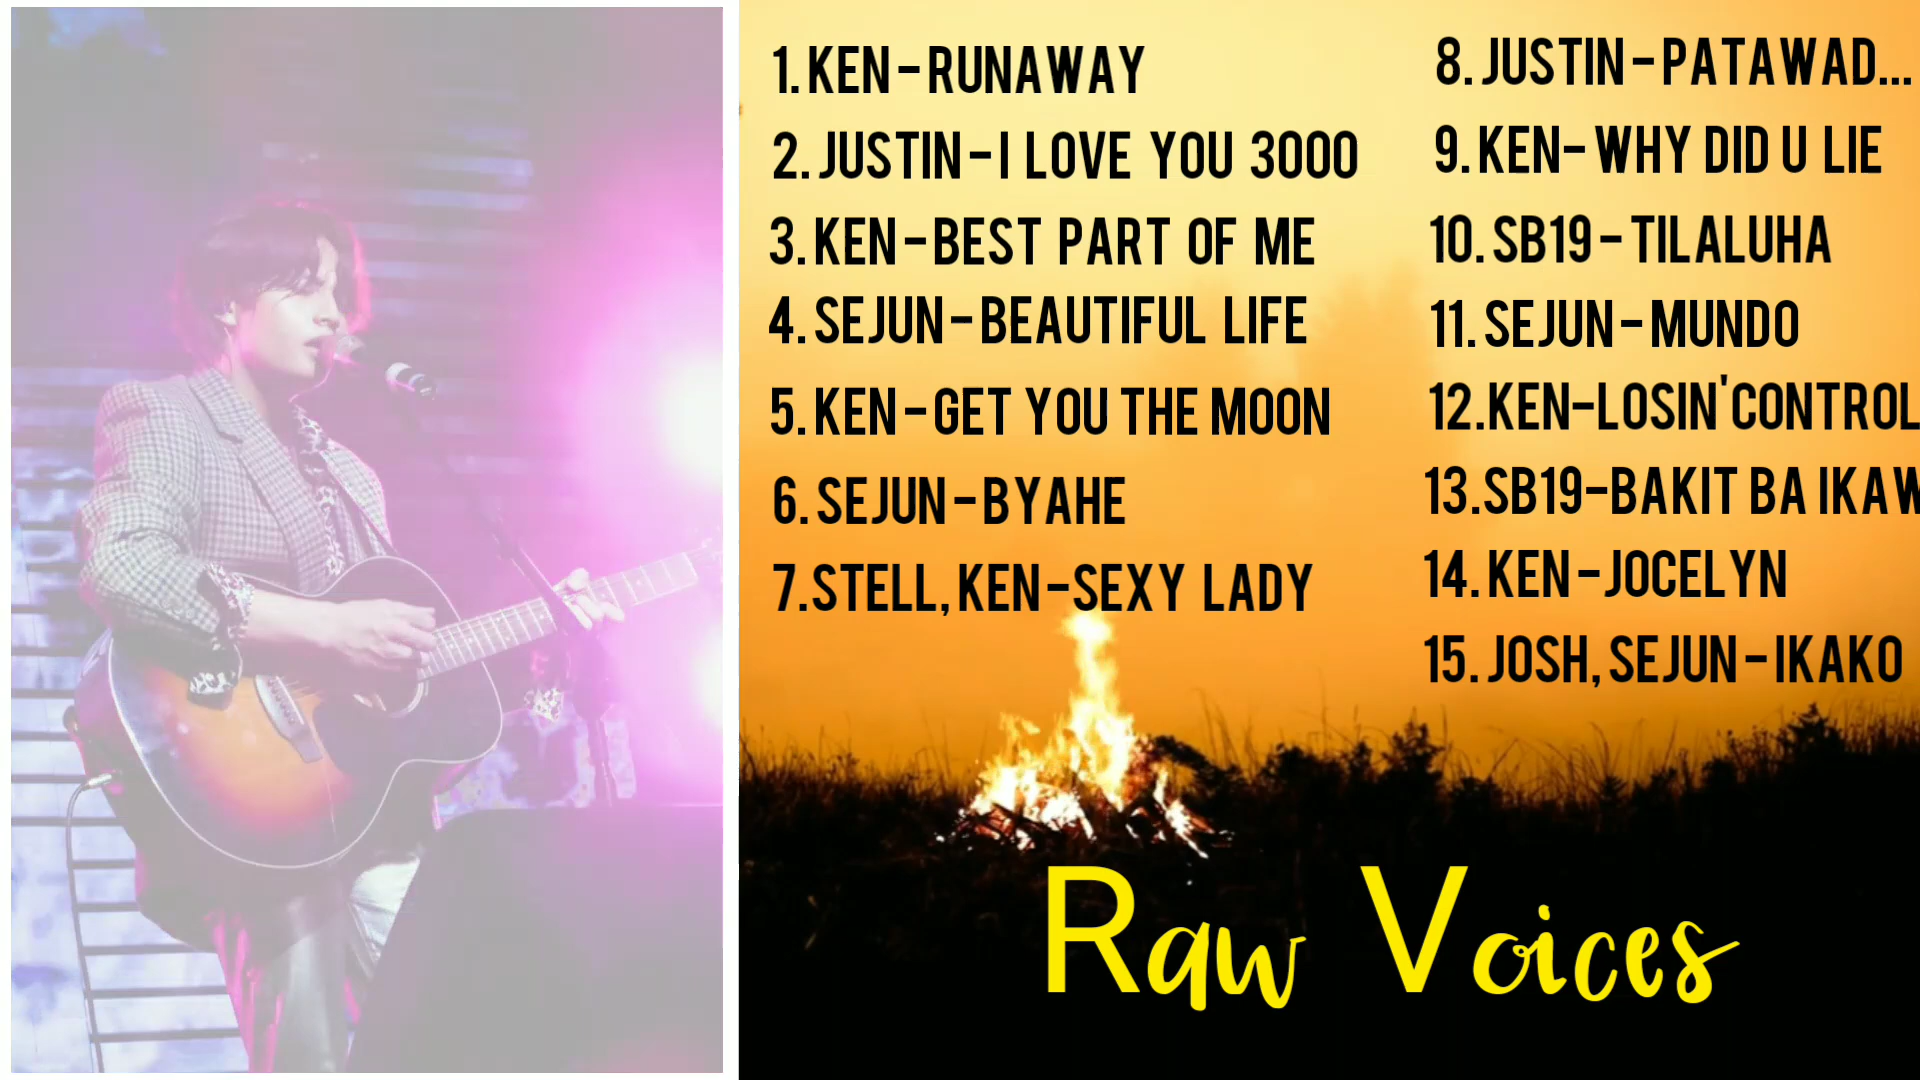 1. KEN - RUNAWAY
2. JUSTIN - I LOVE YOU 3000
3. KEN - BEST PART OF ME
4. SEJUN - BEAUTIFUL LIFE
5. KEN - GET YOU THE MOON
6. SEJUN - BYAHE
7. STELL, KEN - SEXY LADY
8. JUSTIN - PATAWAD...
9. KEN- WHY DID U LIE
10. SB19 - TILALUHA
11. SEJUN - MUNDO
12.KEN-LOSIN'CONTROL
13.SB19-BAKIT BA IKAW
14. KEN - JOCELYN
15. JOSH, SEJUN - IKAKO
Raw Voices